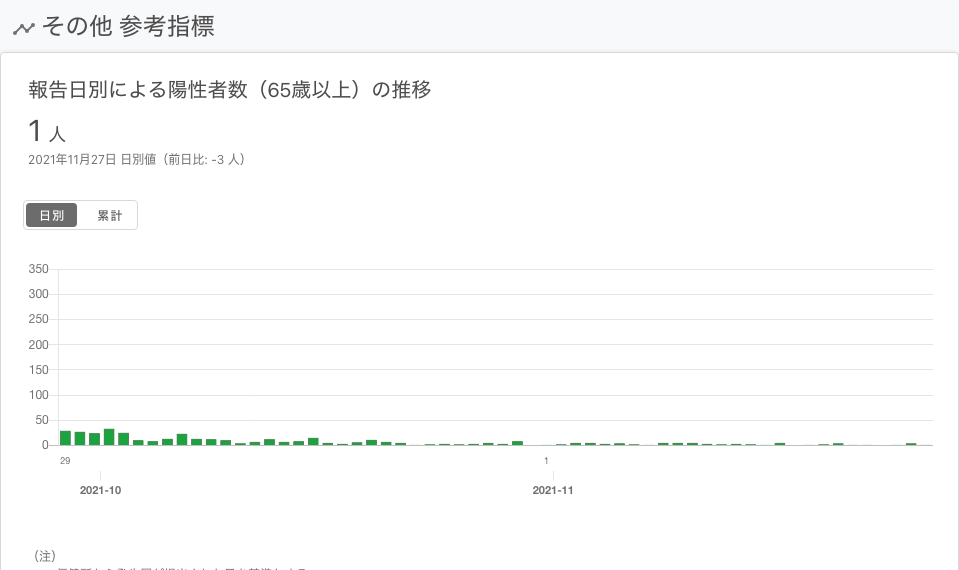 その他 参考指標
報告日別による陽性者数（65歳以上）の推移
1 人
2021年11月27日 日別値（前日比: -3 人）
日別 累計
350
300
250
200
150
100
50
0
29 1
2021-10 2021-11
（注）